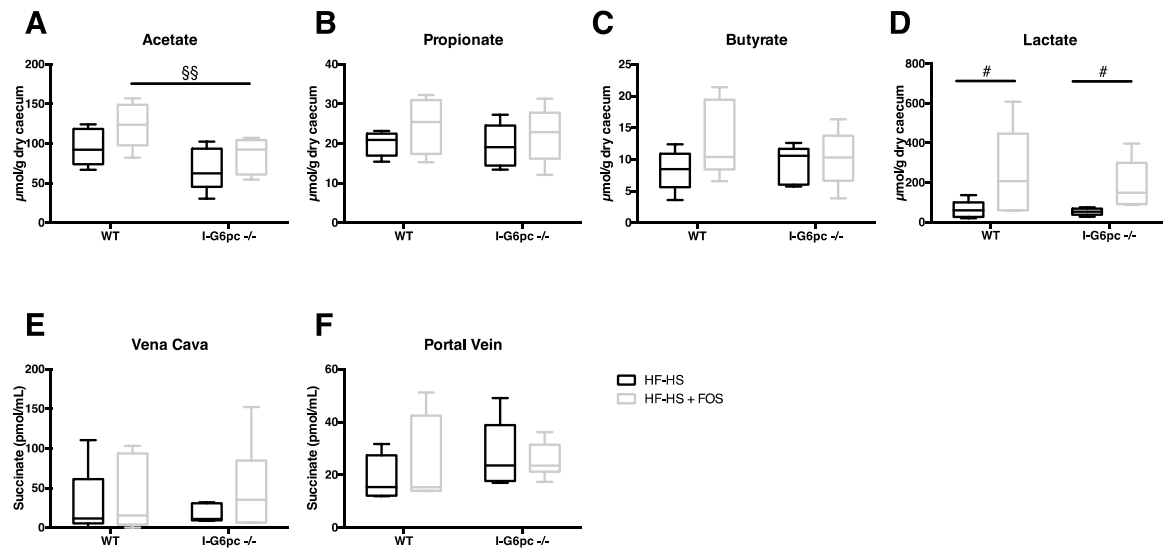 A
Acetate
§§
µmol/g dry caecum
200
150
100
50
0
WT
I-G6pc -/-
B
Propionate
µmol/g dry caecum
40
30
20
10
0
WT
I-G6pc -/-
C
Butyrate
µmol/g dry caecum
25
20
15
10
5
0
WT
I-G6pc -/-
D
Lactate
#
#
µmol/g dry caecum
800
600
400
200
0
WT
I-G6pc -/-
E
Vena Cava
Succinate (pmol/mL)
200
150
100
50
0
WT
I-G6pc -/-
F
Portal Vein
Succinate (pmol/mL)
60
40
20
0
WT
I-G6pc -/-
HF-HS
HF-HS + FOS